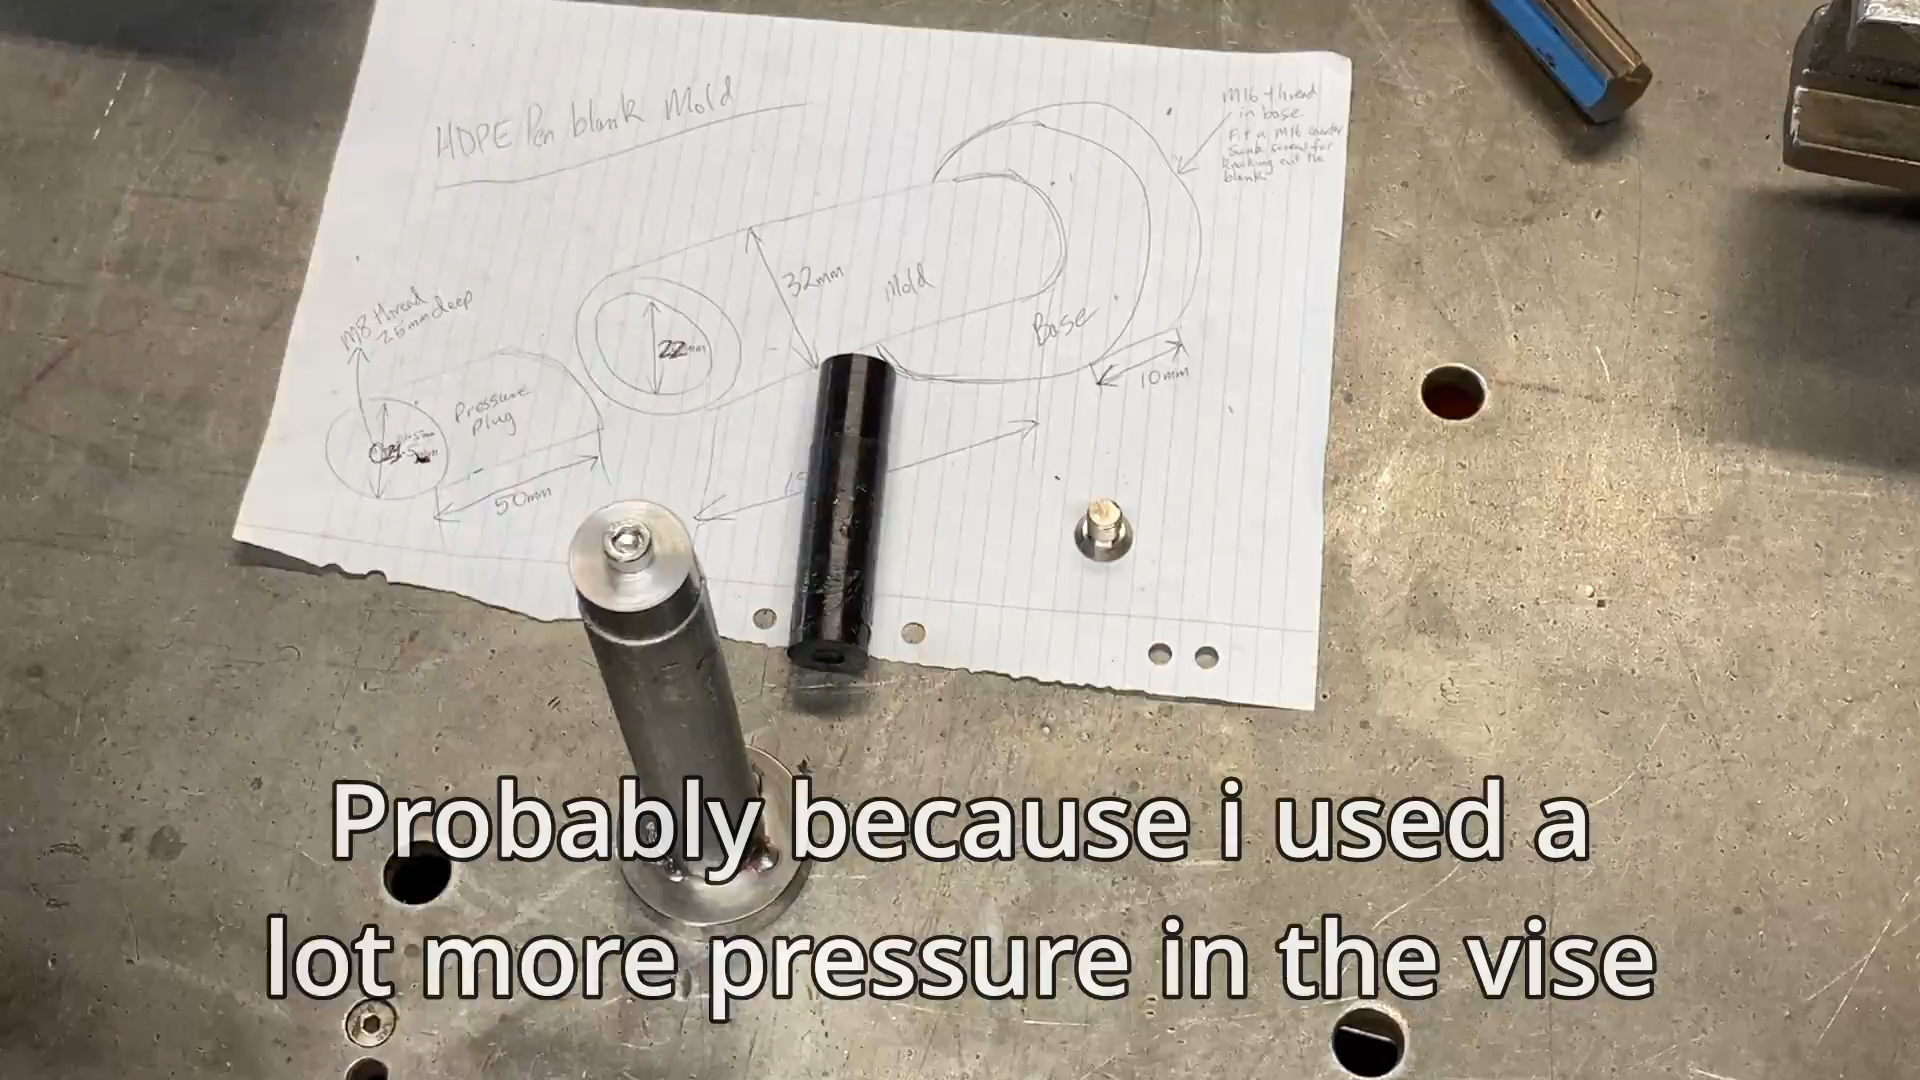 HDPE Pen blank Mold
M16 thread
in base
Fit a M16 counter
Sunk screw for
knocking out the
blank
M8 thread
25mm deep
32mm
Mold
22mm
Base
10mm
Pressure
plug
50mm
Probably because i used a
lot more pressure in the vise